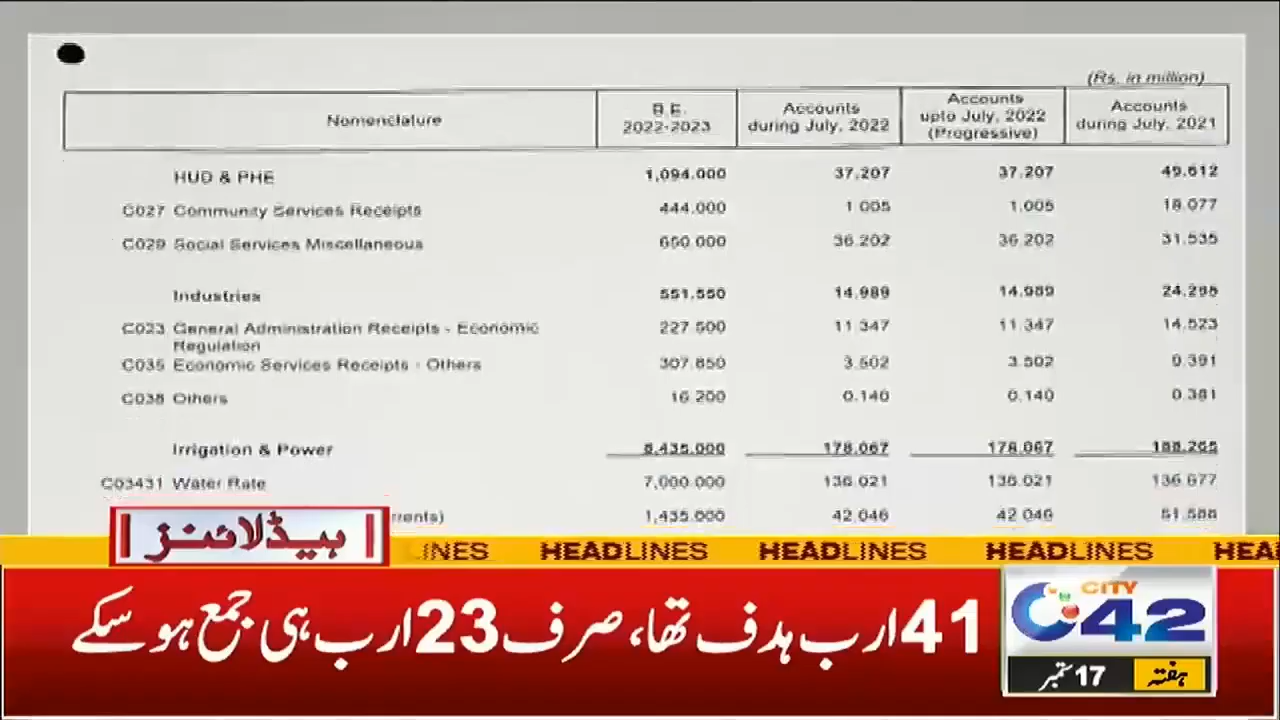 (Rs. in million)
Nomenclature B.E. 2022-2023 Accounts during July, 2022 Accounts upto July, 2022 (Progressive) Accounts during July, 2021
HUD & PHE 1,094.000 37.207 37.207 49.612
C027 Community Services Receipts 444.000 1.005 1.005 18.077
C029 Social Services Miscellaneous 650.000 36.202 36.202 31.535
Industries 551.550 14.989 14.989 24.295
C023 General Administration Receipts - Economic Regulation 227.500 11.347 11.347 14.523
C035 Economic Services Receipts - Others 307.850 3.502 3.502 9.391
C038 Others 16.200 0.140 0.140 0.381
Irrigation & Power 8,435.000 178.067 178.067 188.265
C03431 Water Rate 7,000.000 136.021 136.021 136.677
ments) 1,435.000 42.046 42.046 51.588
ہیڈلائنز
LINES HEADLINES HEADLINES HEADLINES HEA
41 ارب ہدف تھا، صرف 23 ارب ہی جمع ہو سکے
CITY 42
ہفتہ 17 ستمبر